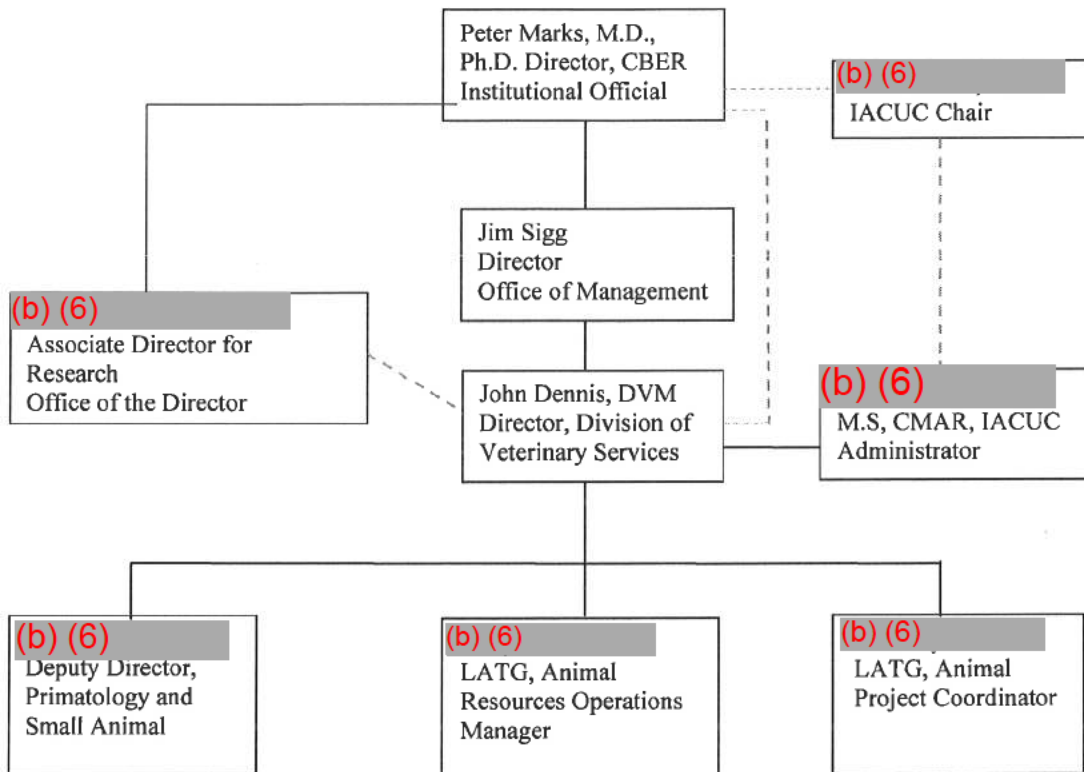 Peter Marks, M.D.,
Ph.D. Director, CBER
Institutional Official
(b) (6)
IACUC Chair
Jim Sigg
Director
Office of Management
(b) (6)
Associate Director for
Research
Office of the Director
John Dennis, DVM
Director, Division of
Veterinary Services
(b) (6)
M.S, CMAR, IACUC
Administrator
(b) (6)
Deputy Director,
Primatology and
Small Animal
(b) (6)
LATG, Animal
Resources Operations
Manager
(b) (6)
LATG, Animal
Project Coordinator